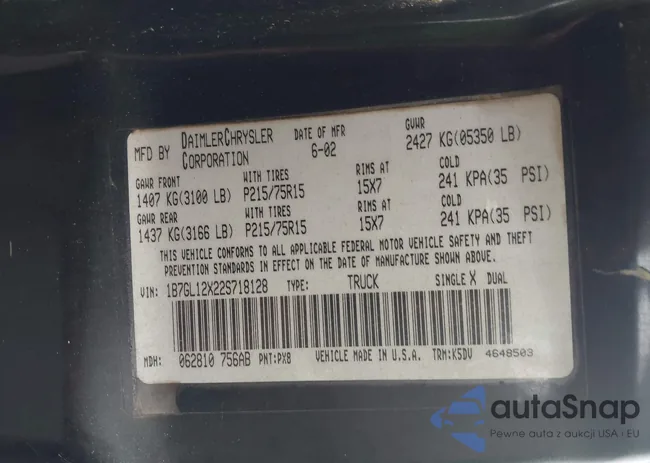 MFD BY DAIMLERCHRYSLER CORPORATION DATE OF MFR 6-02 GVWR 2427 KG(05350 LB)
GAWR FRONT WITH TIRES RIMS AT COLD
1407 KG(3100 LB) P215/75R15 15X7 241 KPA(35 PSI)
GAWR REAR WITH TIRES RIMS AT COLD
1437 KG(3166 LB) P215/75R15 15X7 241 KPA(35 PSI)
THIS VEHICLE CONFORMS TO ALL APPLICABLE FEDERAL MOTOR VEHICLE SAFETY AND THEFT
PREVENTION STANDARDS IN EFFECT ON THE DATE OF MANUFACTURE SHOWN ABOVE.
VIN: 1B7GL12X22S718128 TYPE: TRUCK SINGLE X DUAL
MDH: 062810 756AB PNT:PX8 VEHICLE MADE IN U.S.A. TRM:K5DV 4648503
autaSnap
Pewne auta z aukcji USA i EU